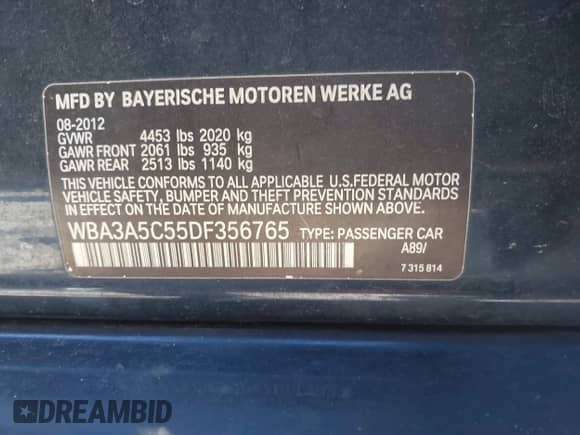 MFD BY BAYERISCHE MOTOREN WERKE AG
08-2012
GVWR 4453 lbs 2020 kg
GAWR FRONT 2061 lbs 935 kg
GAWR REAR 2513 lbs 1140 kg
THIS VEHICLE CONFORMS TO ALL APPLICABLE U.S.FEDERAL MOTOR
VEHICLE SAFETY, BUMPER AND THEFT PREVENTION STANDARDS
IN EFFECT ON THE DATE OF MANUFACTURE SHOWN ABOVE.
WBA3A5C55DF356765 TYPE: PASSENGER CAR
A89/
7 315 814
DREAMBID